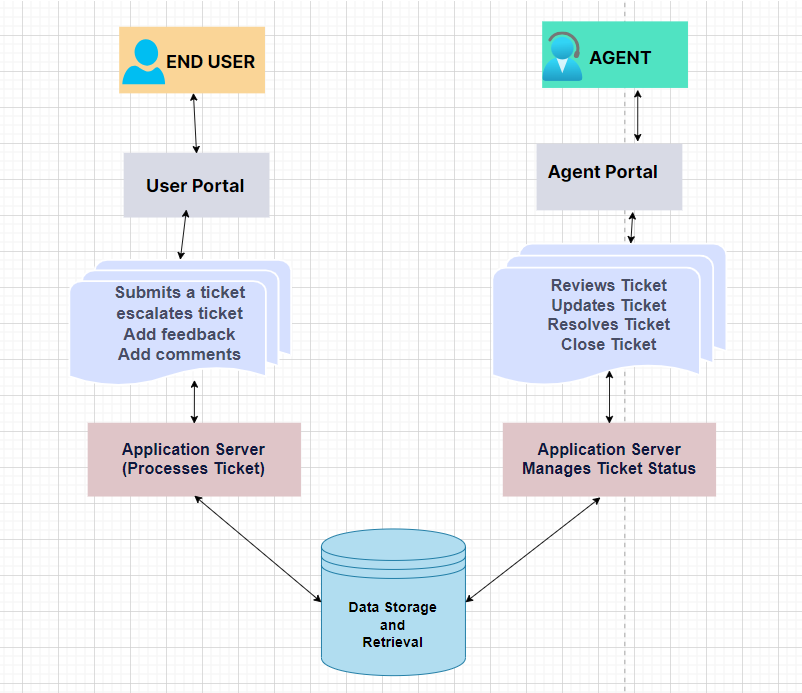 END USER
AGENT
User Portal
Agent Portal
Submits a ticket
escalates ticket
Add feedback
Add comments
Reviews Ticket
Updates Ticket
Resolves Ticket
Close Ticket
Application Server
(Processes Ticket)
Application Server
Manages Ticket Status
Data Storage
and
Retrieval